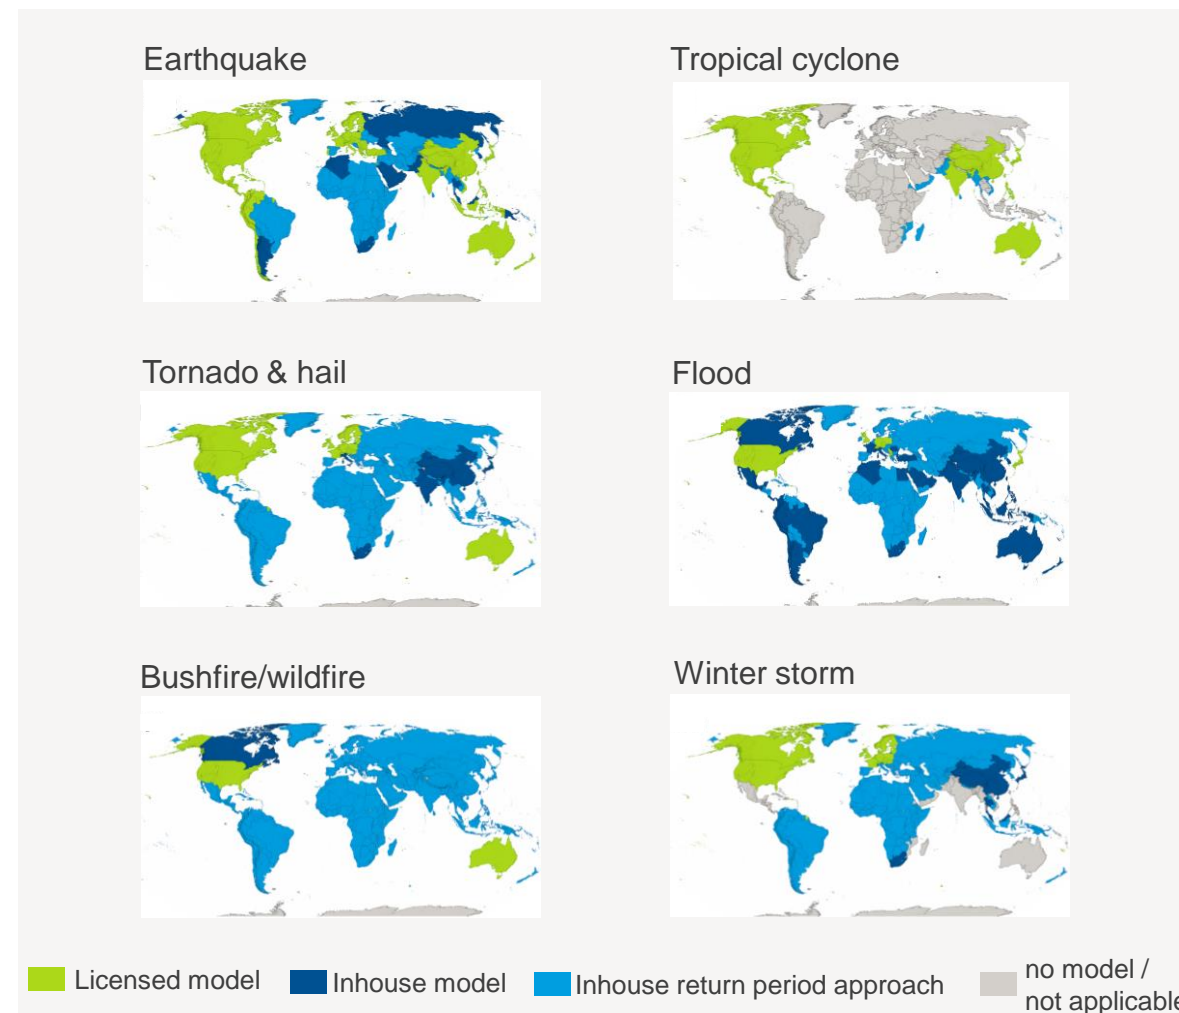 Earthquake
Tropical cyclone
Tornado & hail
Flood
Bushfire/wildfire
Winter storm
Licensed model
Inhouse model
Inhouse return period approach
no model /
not applicable